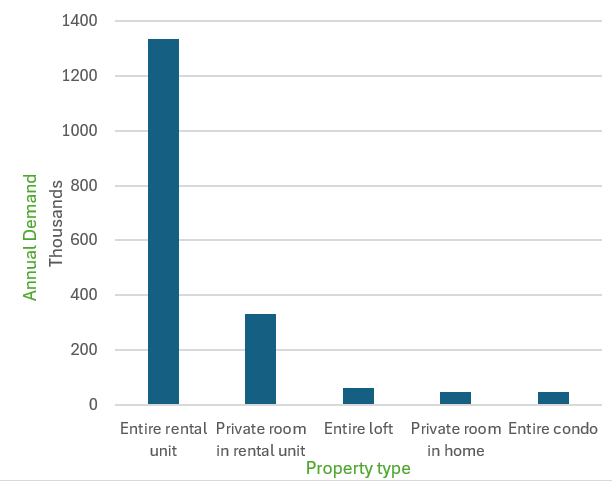 1400
1200
1000
800
600
400
200
0
Annual Demand
Thousands
Entire rental unit
Private room in rental unit
Entire loft
Private room in home
Entire condo
Property type